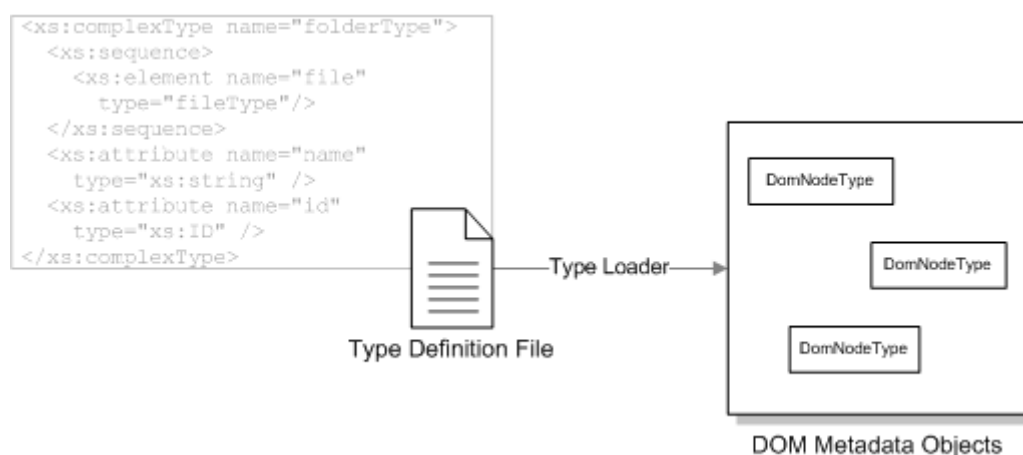 <xs:complexType name="folderType">
<xs:sequence>
<xs:element name="file"
type="fileType"/>
</xs:sequence>
<xs:attribute name="name"
type="xs:string" />
<xs:attribute name="id"
type="xs:ID" />
</xs:complexType>
Type Loader
Type Definition File
DomNodeType
DomNodeType
DomNodeType
DOM Metadata Objects